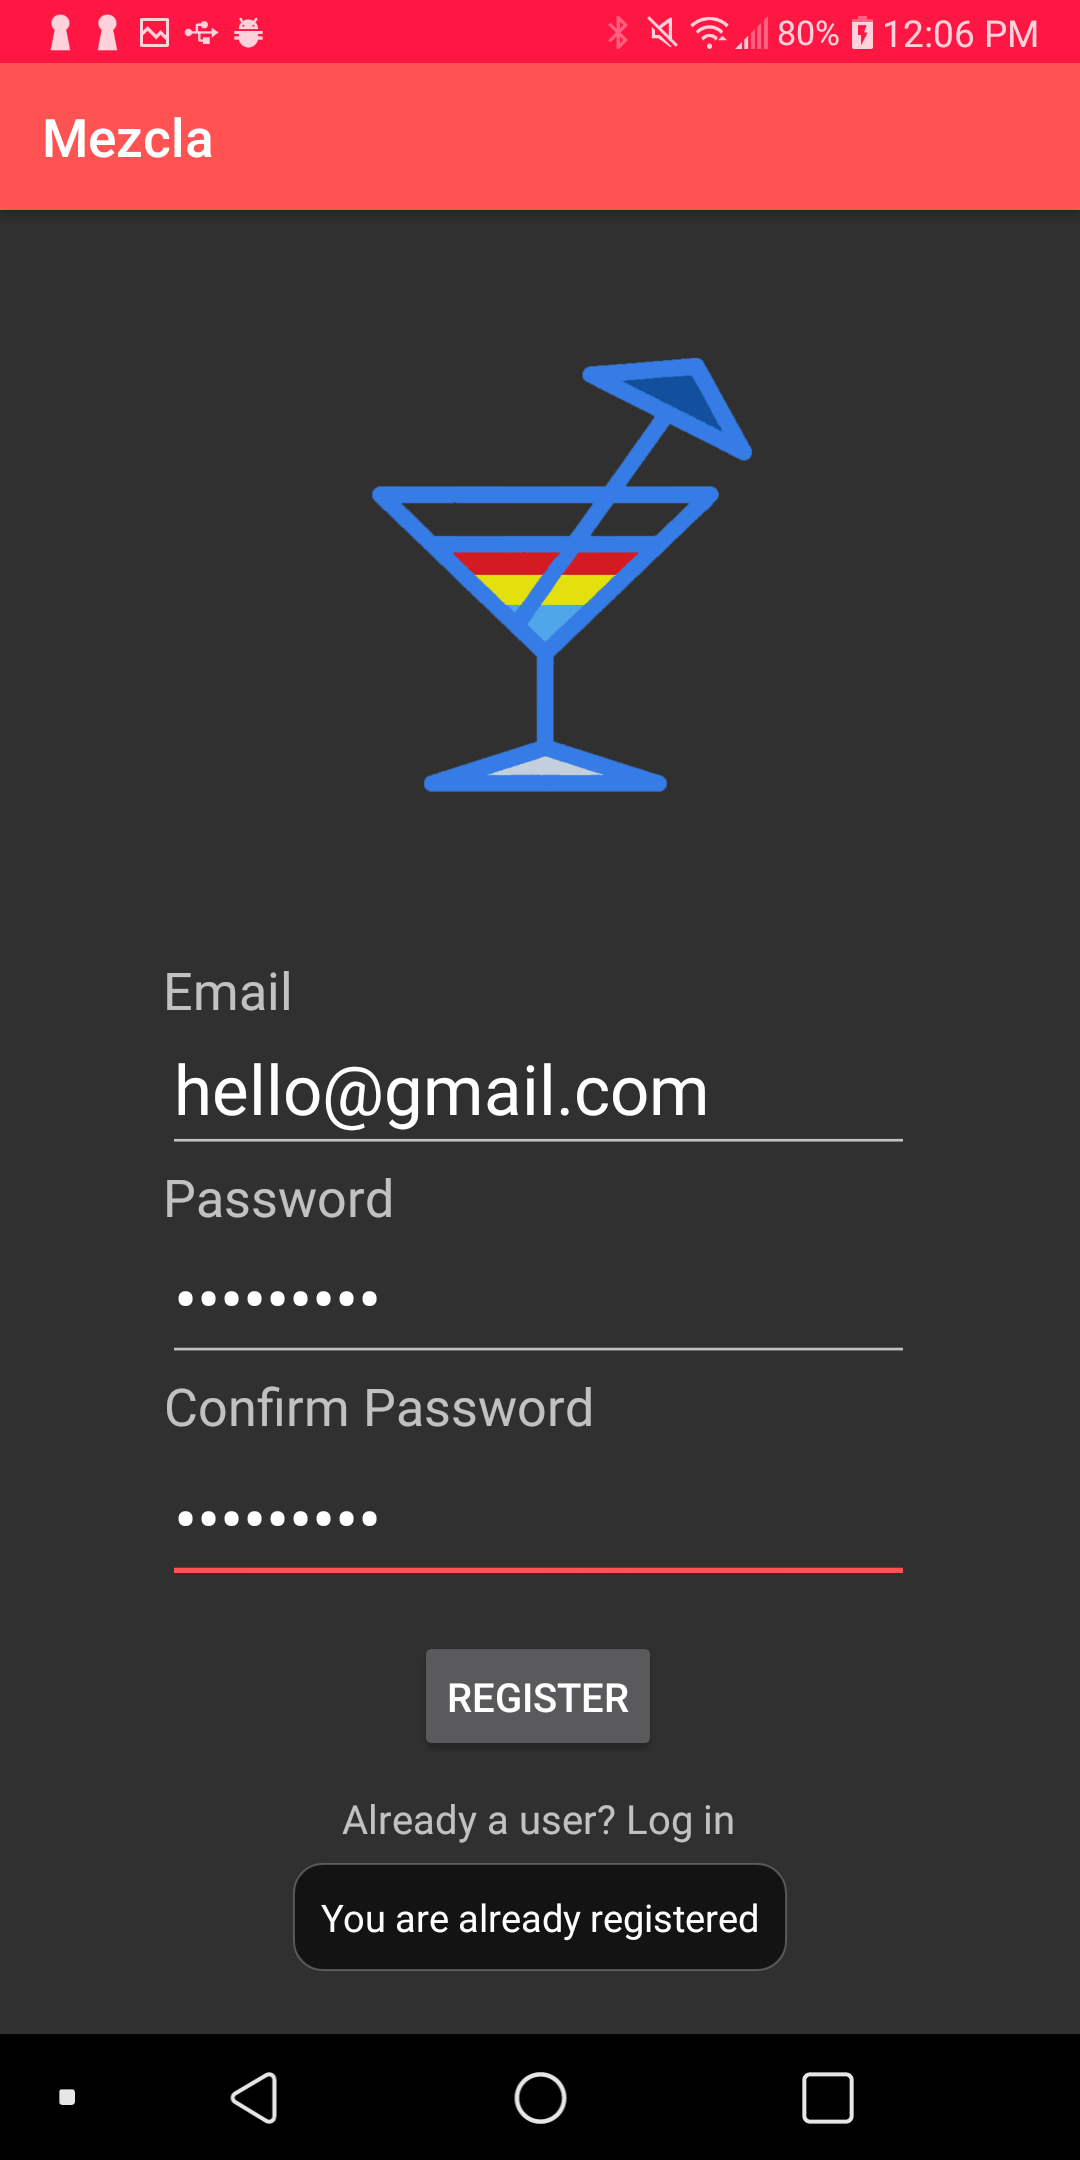 80% 12:06 PM
Mezcla
Email
hello@gmail.com
Password
•••••••••
Confirm Password
•••••••••
REGISTER
Already a user? Log in
You are already registered